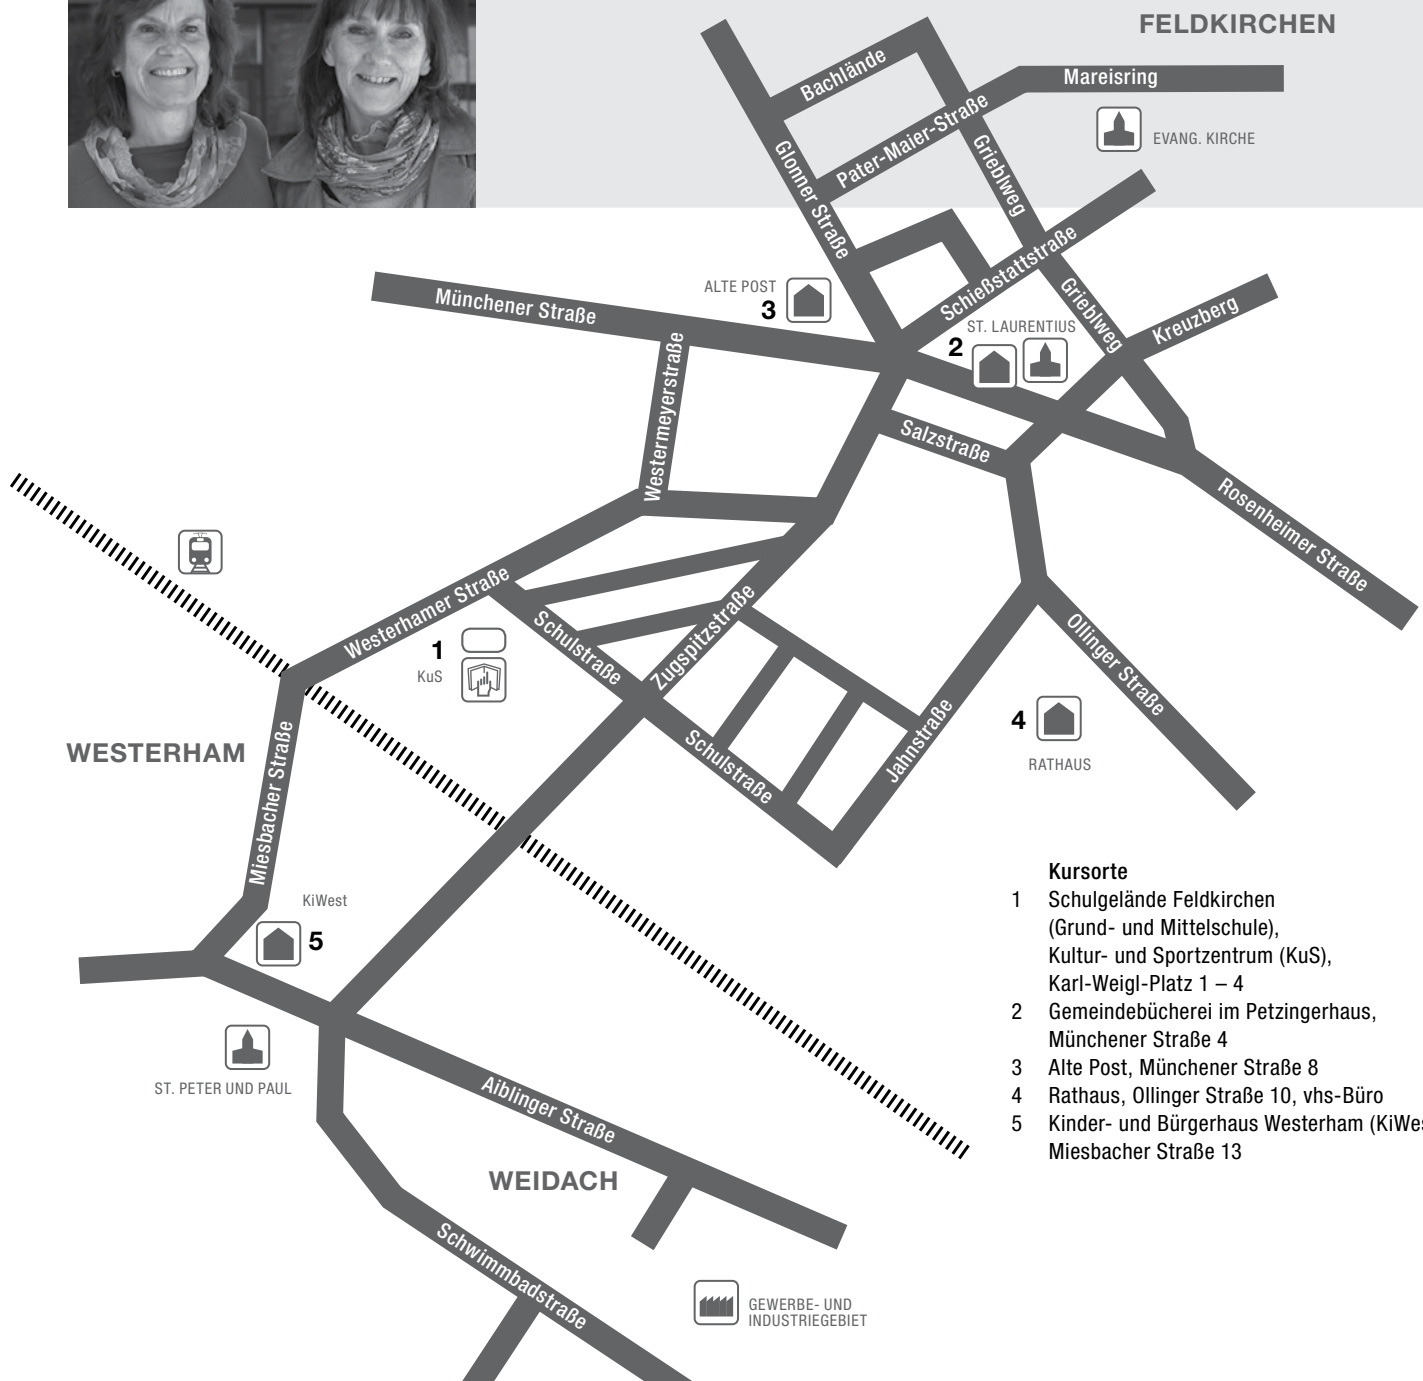 FELDKIRCHEN
Bachlände
Mareisring
Pater-Maier-Straße
EVANG. KIRCHE
Glonner Straße
Grieblweg
Schießstattstraße
ALTE POST
3
Münchener Straße
Grieblweg
Kreuzberg
ST. LAURENTIUS
2
Westermeyerstraße
Salzstraße
Rosenheimer Straße
Westerhamer Straße
1
KuS
Schulstraße
Zugspitzstraße
Ollinger Straße
4
RATHAUS
WESTERHAM
Miesbacher Straße
Schulstraße
Jahnstraße
KiWest
5
Kursorte
1 Schulgelände Feldkirchen
(Grund- und Mittelschule),
Kultur- und Sportzentrum (KuS),
Karl-Weigl-Platz 1 – 4
2 Gemeindebücherei im Petzingerhaus,
Münchener Straße 4
3 Alte Post, Münchener Straße 8
4 Rathaus, Ollinger Straße 10, vhs-Büro
5 Kinder- und Bürgerhaus Westerham (KiWes
Miesbacher Straße 13
ST. PETER UND PAUL
Aiblinger Straße
WEIDACH
Schwimmbadstraße
GEWERBE- UND
INDUSTRIEGEBIET